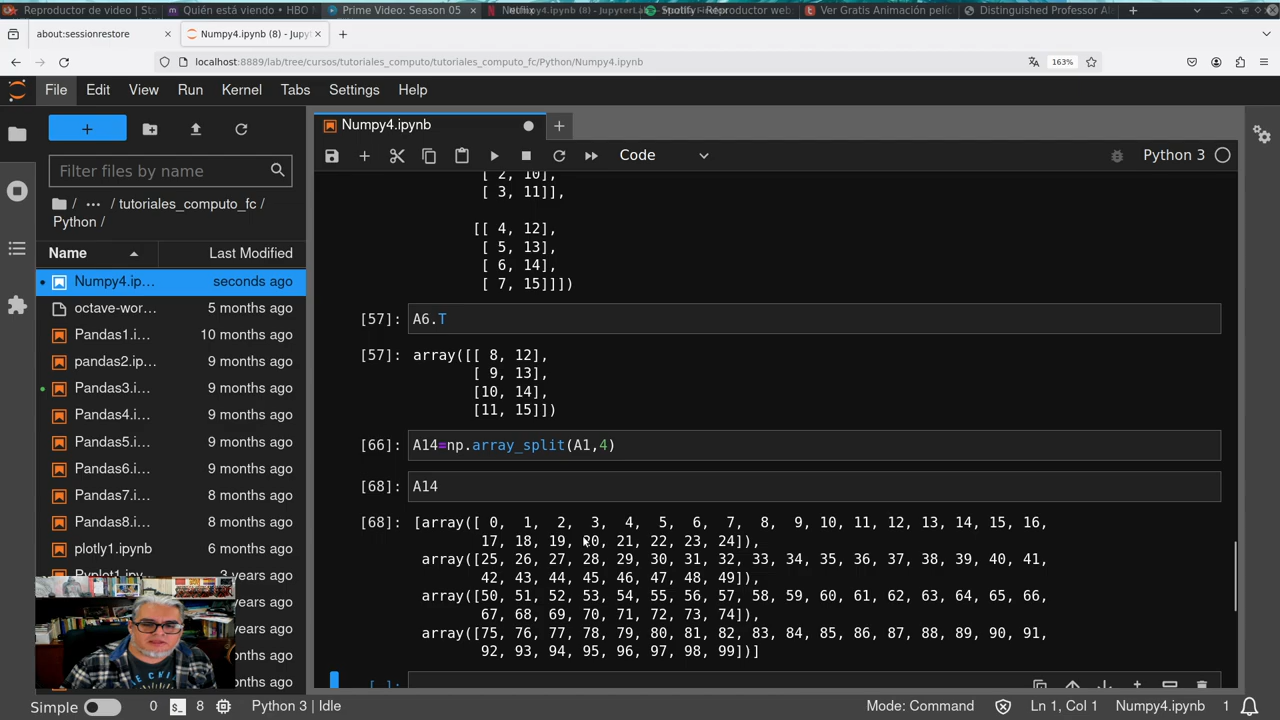 Reproductor de video | Sta
Quién está viendo • HBO M
Prime Video: Season 05
Numpy4.ipynb (8) - JupyterLab
Spotify - Reproductor web:
Ver Gratis Animación pelíc
Distinguished Professor Al
about:sessionrestore
Numpy4.ipynb (8) - Jupyt
localhost:8889/lab/tree/cursos/tutoriales_computo/tutoriales_computo_fc/Python/Numpy4.ipynb
163%
File Edit View Run Kernel Tabs Settings Help
Numpy4.ipynb
Filter files by name
Code
Python 3
/ ··· / tutoriales_computo_fc /
Python /
Name Last Modified
Numpy4.ip… seconds ago
octave-wor… 5 months ago
Pandas1.i… 10 months ago
pandas2.ip… 9 months ago
Pandas3.i… 9 months ago
Pandas4.i… 9 months ago
Pandas5.i… 9 months ago
Pandas6.i… 9 months ago
Pandas7.i… 8 months ago
Pandas8.i… 8 months ago
plotly1.ipynb 6 months ago
Pyplot1.ipy… 3 years ago
years ago
years ago
onths ago
onths ago
[ 2, 10],
[ 3, 11]],
[[ 4, 12],
[ 5, 13],
[ 6, 14],
[ 7, 15]]])
[57]: A6.T
[57]: array([[ 8, 12],
[ 9, 13],
[10, 14],
[11, 15]])
[66]: A14=np.array_split(A1,4)
[68]: A14
[68]: [array([ 0, 1, 2, 3, 4, 5, 6, 7, 8, 9, 10, 11, 12, 13, 14, 15, 16,
17, 18, 19, 20, 21, 22, 23, 24]),
array([25, 26, 27, 28, 29, 30, 31, 32, 33, 34, 35, 36, 37, 38, 39, 40, 41,
42, 43, 44, 45, 46, 47, 48, 49]),
array([50, 51, 52, 53, 54, 55, 56, 57, 58, 59, 60, 61, 62, 63, 64, 65, 66,
67, 68, 69, 70, 71, 72, 73, 74]),
array([75, 76, 77, 78, 79, 80, 81, 82, 83, 84, 85, 86, 87, 88, 89, 90, 91,
92, 93, 94, 95, 96, 97, 98, 99])]
[ ]:
Simple 0 8 Python 3 | Idle Mode: Command Ln 1, Col 1 Numpy4.ipynb 1